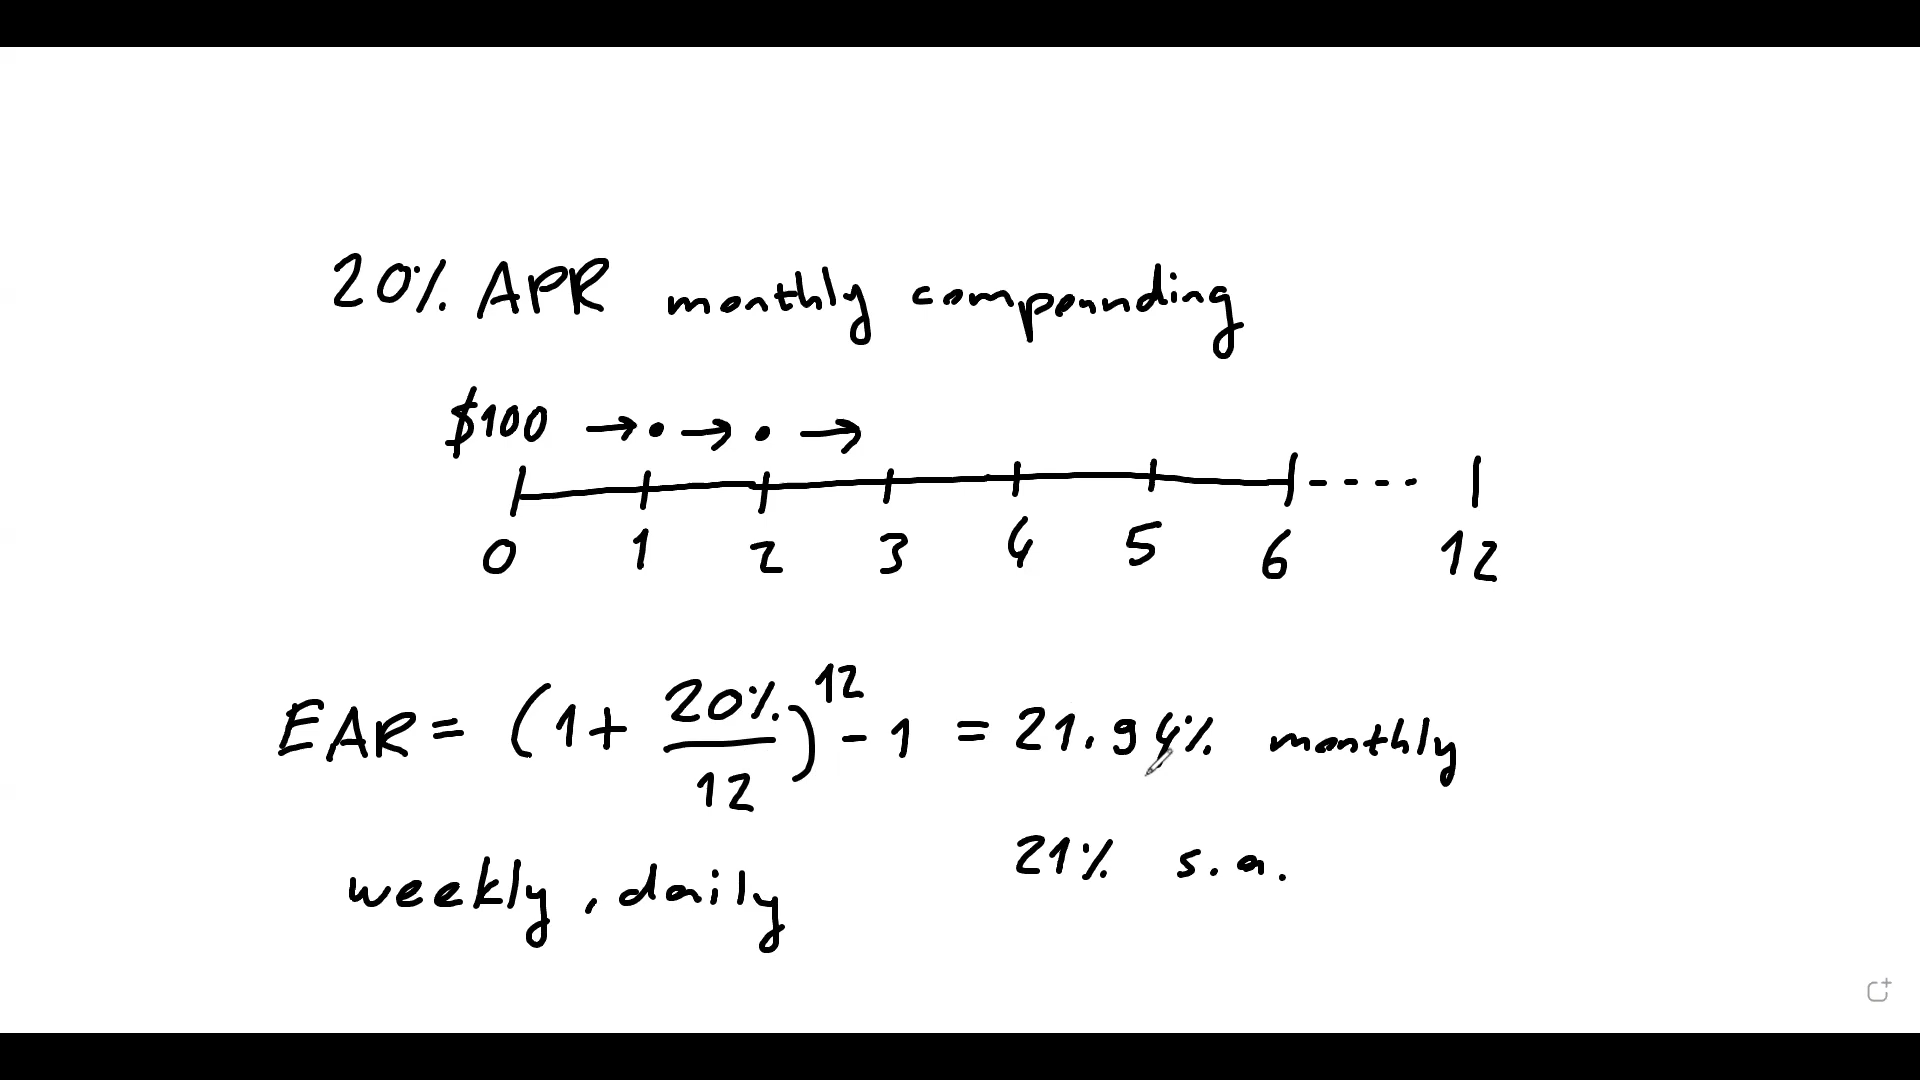 20% APR monthly compounding
$100 → • → • →
0 1 2 3 4 5 6 12
EAR = (1 + 20%/12)^12 - 1 = 21.94% monthly
21% s.a.
weekly, daily